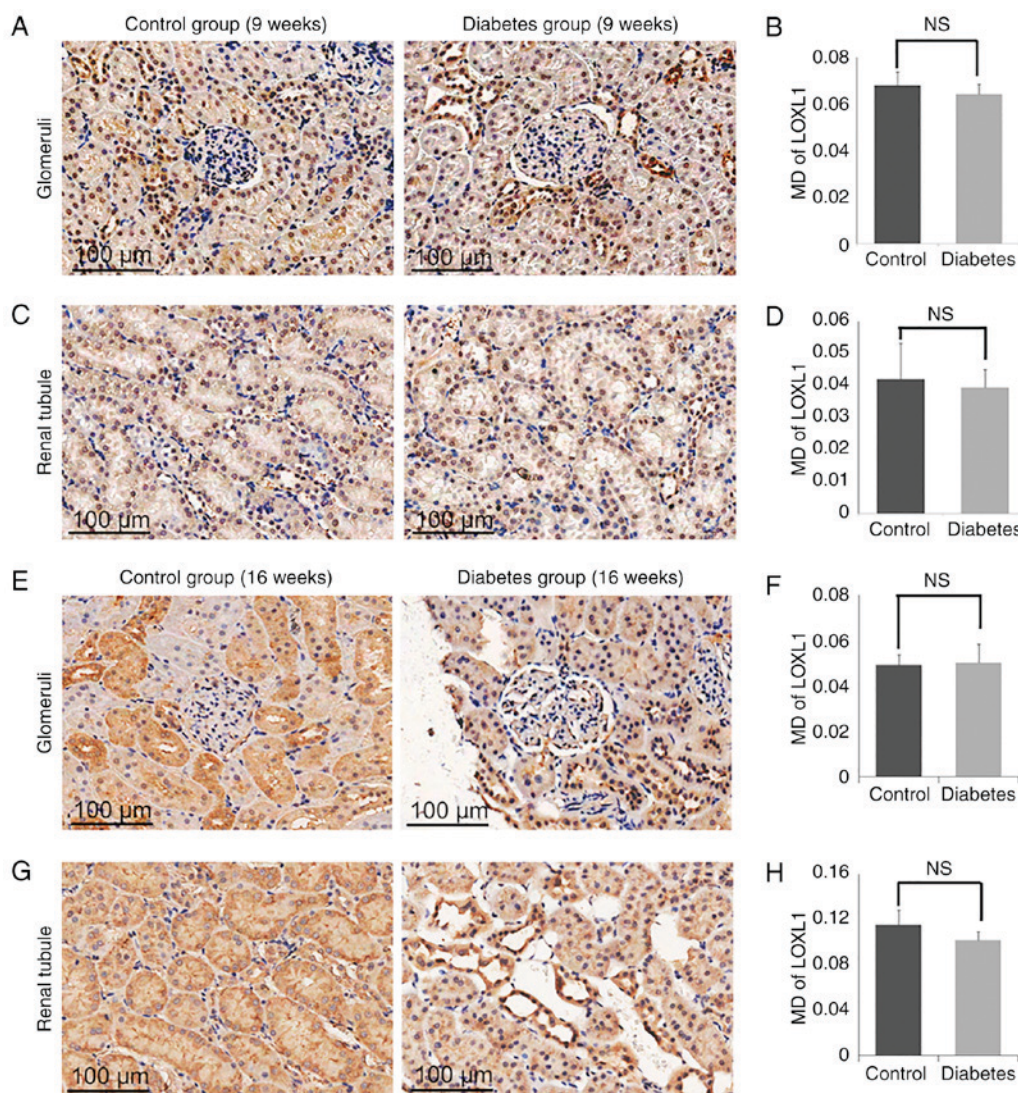 A
Control group (9 weeks)
Diabetes group (9 weeks)
Glomeruli
100 µm
100 µm
B
NS
MD of LOXL1
0.08
0.06
0.04
0.02
0
Control
Diabetes
C
Renal tubule
100 µm
100 µm
D
NS
MD of LOXL1
0.06
0.05
0.04
0.03
0.02
0.01
0
Control
Diabetes
E
Control group (16 weeks)
Diabetes group (16 weeks)
Glomeruli
100 µm
100 µm
F
NS
MD of LOXL1
0.08
0.06
0.04
0.02
0
Control
Diabetes
G
Renal tubule
100 µm
100 µm
H
NS
MD of LOXL1
0.16
0.12
0.08
0.04
0
Control
Diabetes